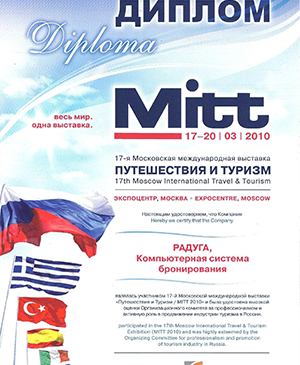 ДИПЛОМ
Diploma
весь мир.
одна выставка.
Mitt
17–20 | 03 | 2010
17-я Московская международная выставка
ПУТЕШЕСТВИЯ И ТУРИЗМ
17th Moscow International Travel & Tourism
ЭКСПОЦЕНТР, МОСКВА - EXPOCENTRE, MOSCOW
Настоящим удостоверяем, что Компания
Hereby we certify that the Company
РАДУГА,
Компьютерная система
бронирования
являлась участником 17-й Московской международной выставки
«Путешествия и Туризм / MITT 2010» и была удостоена высокой
оценки Организационного комитета за профессионализм и
активную роль в продвижении индустрии туризма в России.
participated in the 17th Moscow International Travel & Tourism
Exhibition (MITT 2010) and was highly esteemed by the
Organizing Committee for professionalism and promotion
of tourism industry in Russia.